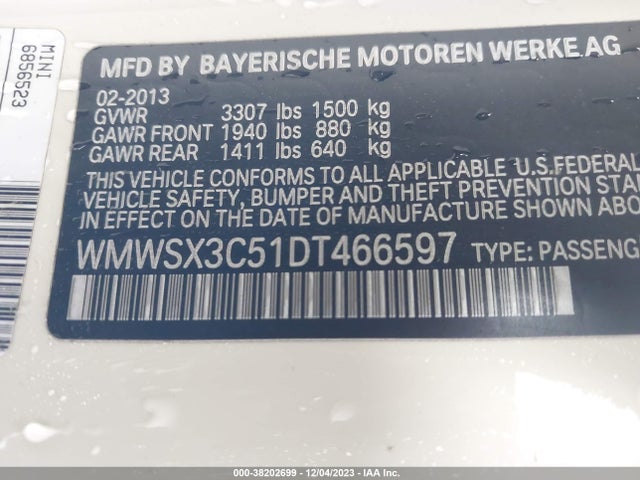 MINI
6856523
MFD BY BAYERISCHE MOTOREN WERKE AG
02-2013
GVWR 3307 lbs 1500 kg
GAWR FRONT 1940 lbs 880 kg
GAWR REAR 1411 lbs 640 kg
THIS VEHICLE CONFORMS TO ALL APPLICABLE U.S.FEDERAL
VEHICLE SAFETY, BUMPER AND THEFT PREVENTION STA
IN EFFECT ON THE DATE OF MANUFACTURE SHOWN ABO
WMWSX3C51DT466597 TYPE: PASSENG
000-38202699 - 12/04/2023 - IAA Inc.